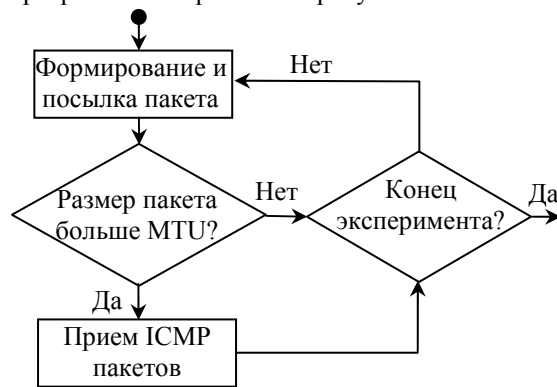 Формирование и
посылка пакета
Нет
Размер пакета
больше MTU?
Нет
Конец
эксперимента?
Да
Да
Прием ICMP
пакетов